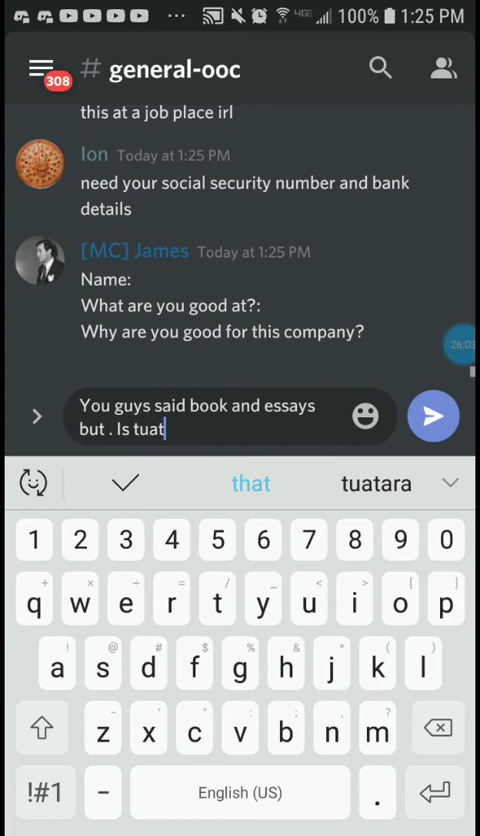 100% 1:25 PM
308
# general-ooc
this at a job place irl
Ion Today at 1:25 PM
need your social security number and bank
details
[MC] James Today at 1:25 PM
Name:
What are you good at?:
Why are you good for this company?
26:03
You guys said book and essays
but . Is tuat
that tuatara
1 2 3 4 5 6 7 8 9 0
+ × ÷ = / _ < > [ ]
q w e r t y u i o p
! @ # $ % ^ & * ( )
a s d f g h j k l
- ' " : ; , ?
z x c v b n m
!#1 - English (US) .